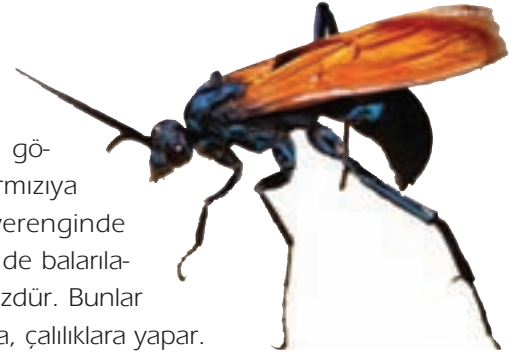 gö-
rmızıya
verenginde
de balarıla-
zdür. Bunlar
a, çalılıklara yapar.